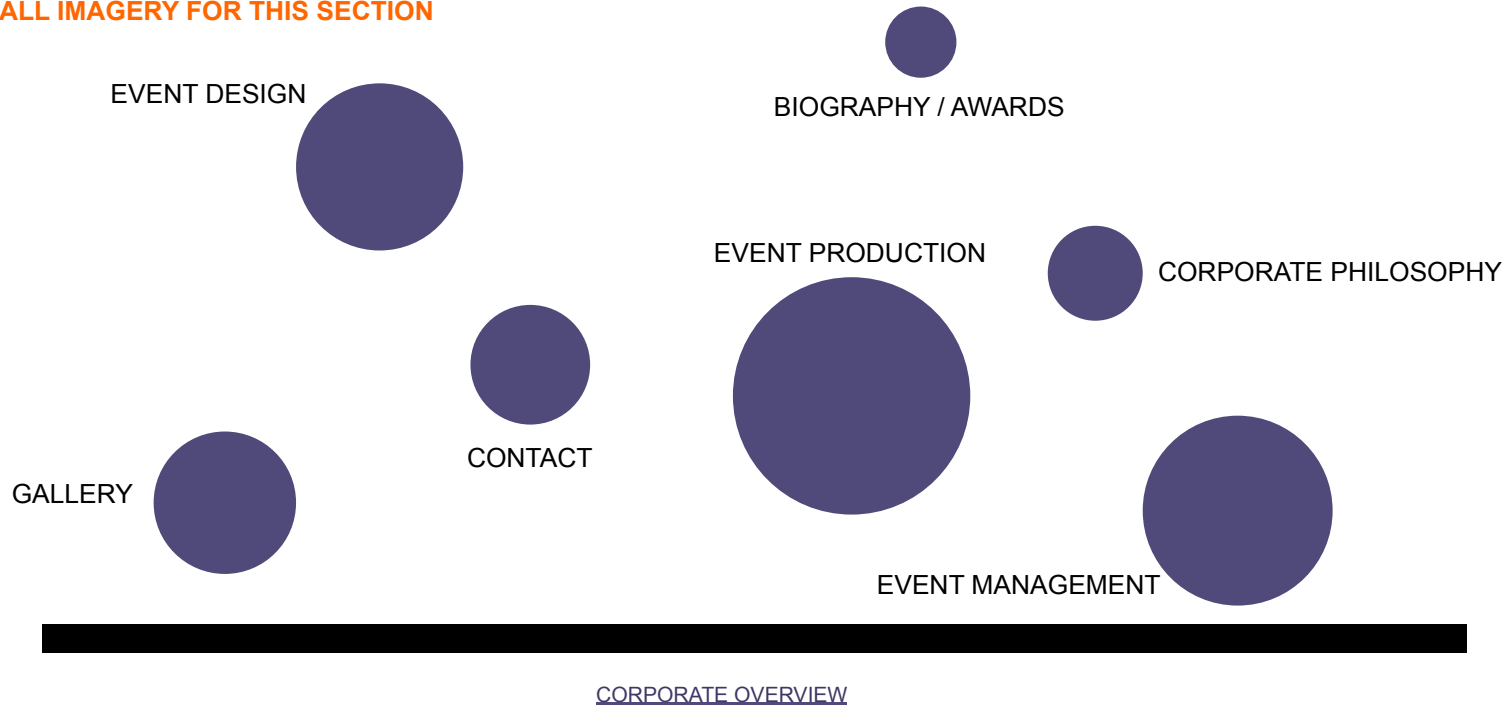 ALL IMAGERY FOR THIS SECTION
EVENT DESIGN
BIOGRAPHY / AWARDS
EVENT PRODUCTION
CORPORATE PHILOSOPHY
CONTACT
GALLERY
EVENT MANAGEMENT
CORPORATE OVERVIEW